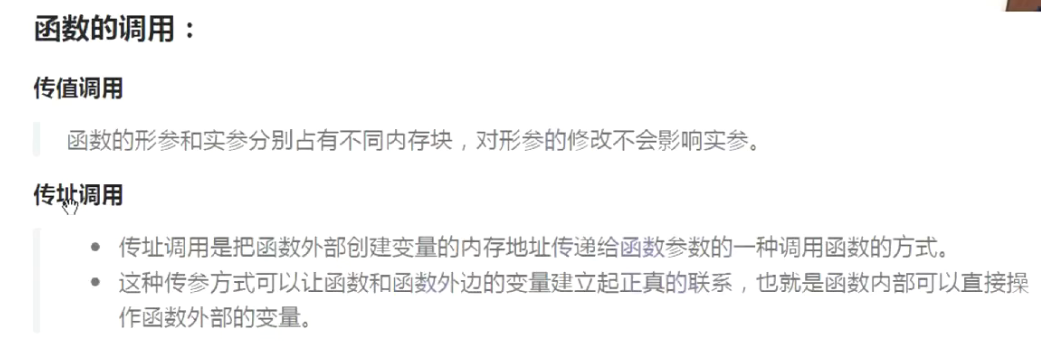 函数的调用：
传值调用
函数的形参和实参分别占有不同内存块，对形参的修改不会影响实参。
传址调用
传址调用是把函数外部创建变量的内存地址传递给函数参数的一种调用函数的方式。
这种传参方式可以让函数和函数外边的变量建立起正真的联系，也就是函数内部可以直接操
作函数外部的变量。